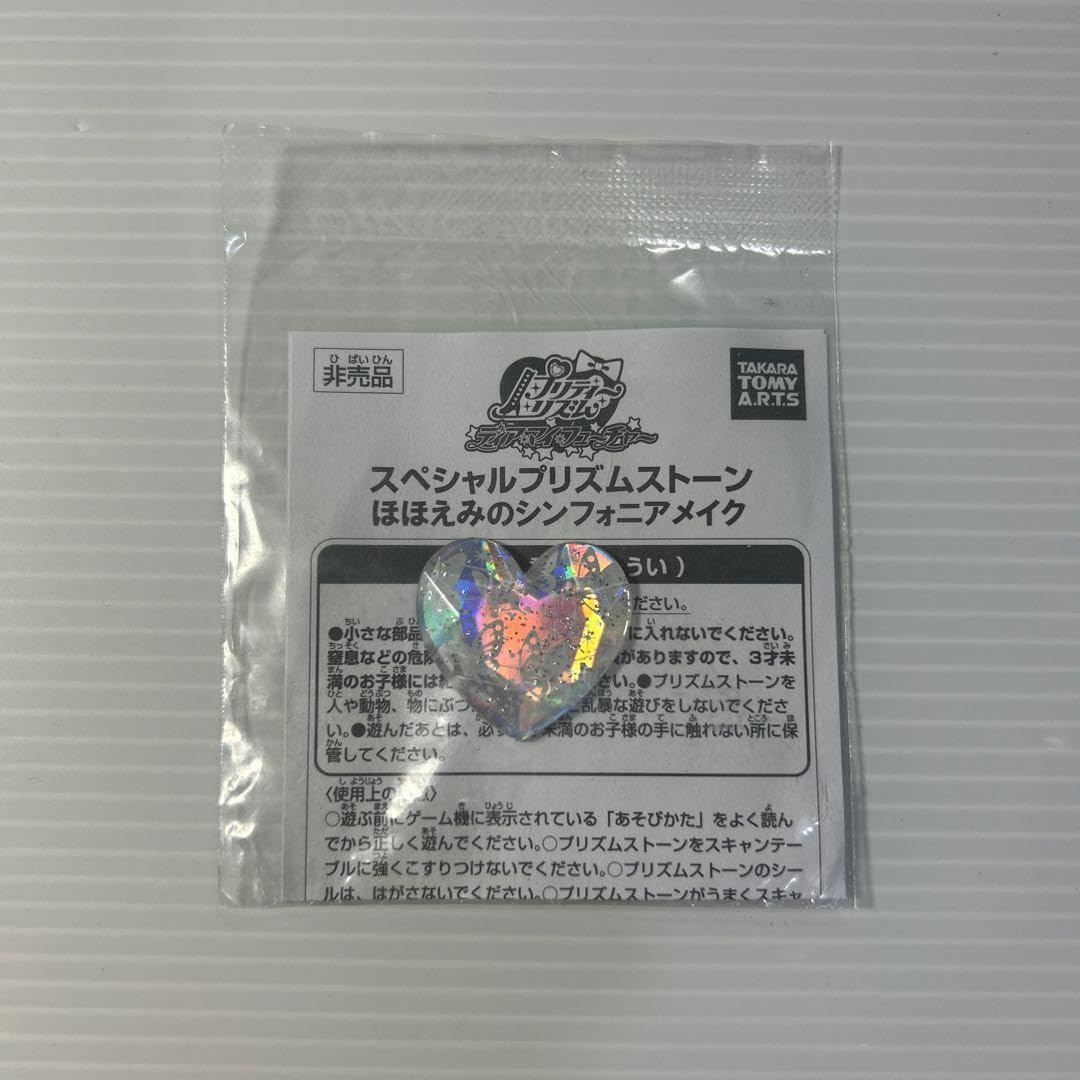 非売品
プリティーリズム
ディアマイフューチャー
TAKARA TOMY A.R.T.S
スペシャルプリズムストーン
ほほえみのシンフォニアメイク
うい）
ください。
●小さな部品 に入れないでください。
窒息などの危険 がありますので、3才未
満のお子様には絶 さい。●プリズムストーンを
人や動物、物にぶつ 乱暴な遊びをしないでくださ
い。●遊んだあとは、必ず 未満のお子様の手に触れない所に保
管してください。
〈使用上の 〉
○遊ぶ前にゲーム機に表示されている「あそびかた」をよく読ん
でから正しく遊んでください。○プリズムストーンをスキャンテー
ブルに強くこすりつけないでください。○プリズムストーンのシー
ルは、はがさないでください。○プリズムストーンがうまくスキャ